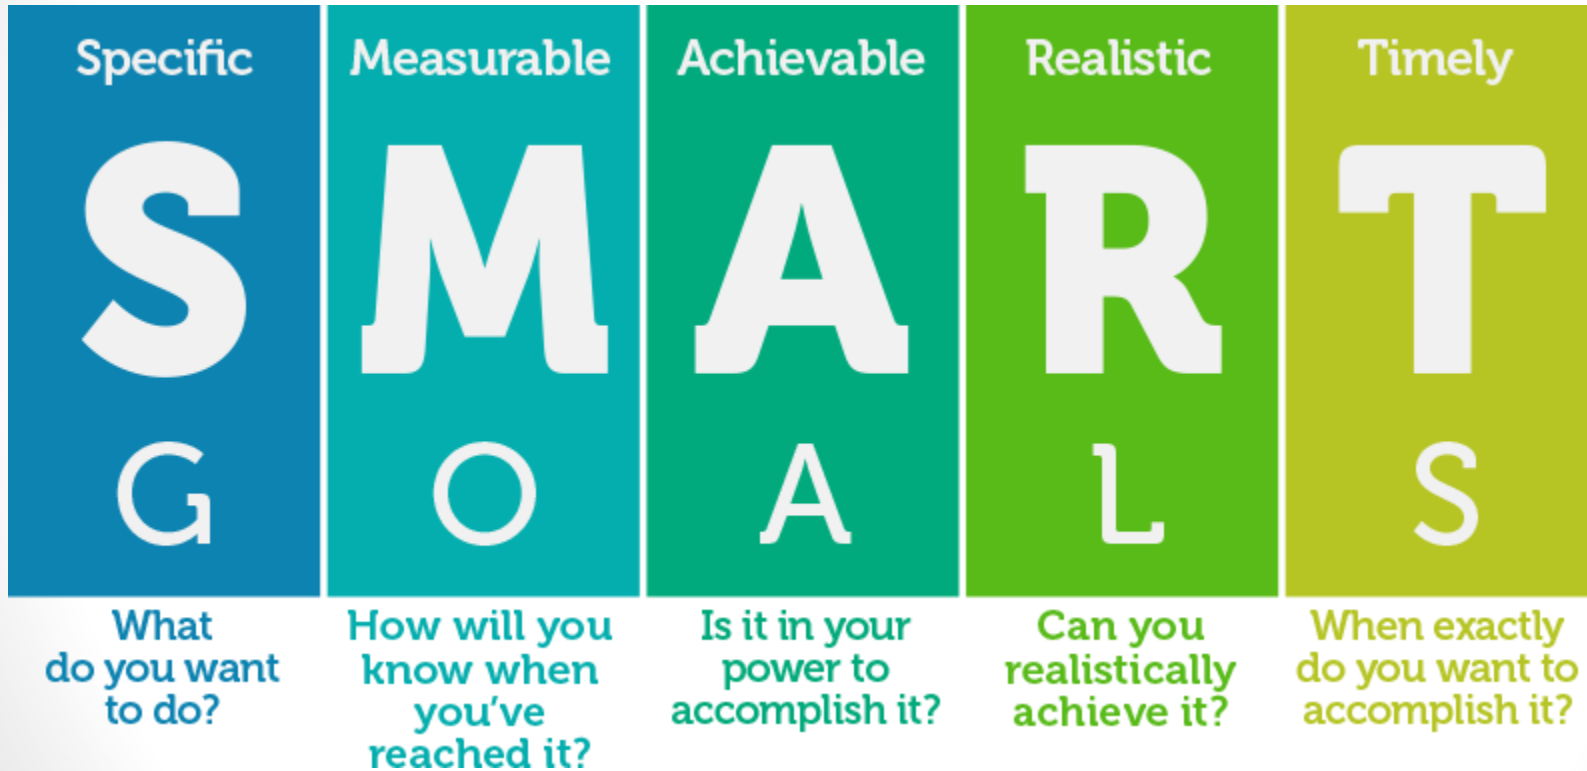 Specific
Measurable
Achievable
Realistic
Timely
SMART
GOALS
What
do you want
to do?
How will you
know when
you've
reached it?
Is it in your
power to
accomplish it?
Can you
realistically
achieve it?
When exactly
do you want to
accomplish it?